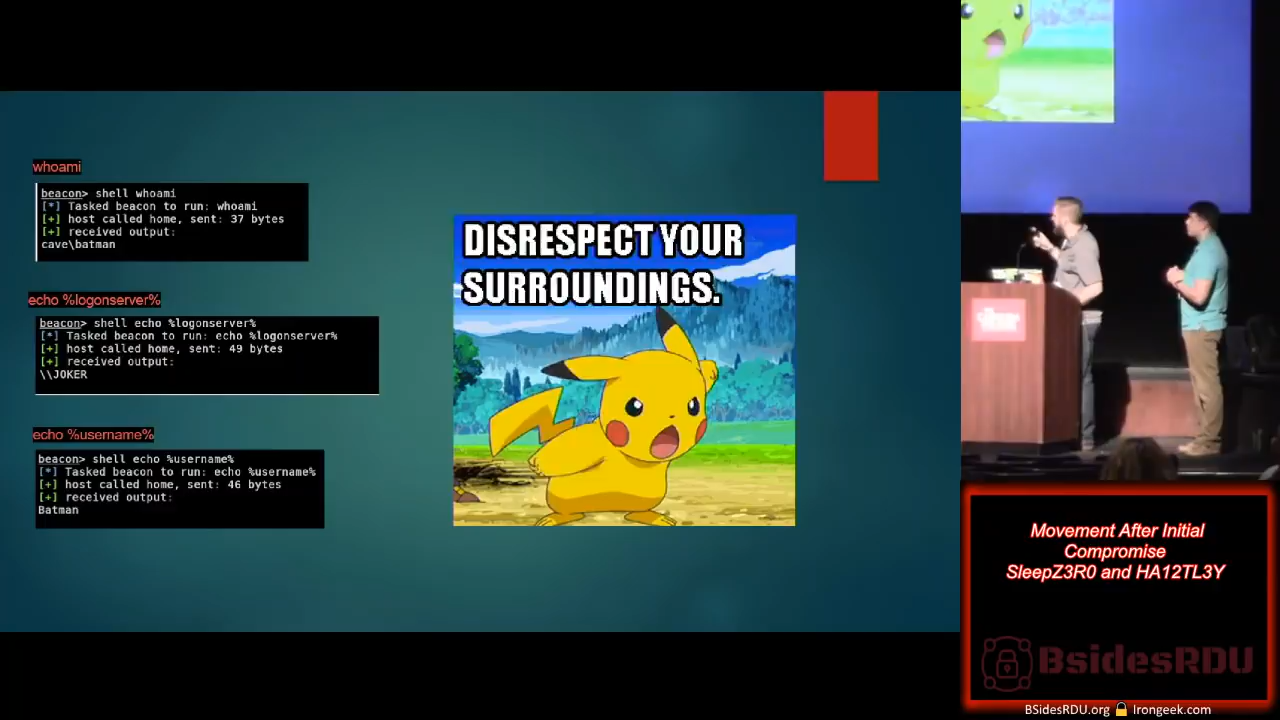 whoami
beacon> shell whoami
[*] Tasked beacon to run: whoami
[+] host called home, sent: 37 bytes
[+] received output:
cave\batman
echo %logonserver%
beacon> shell echo %logonserver%
[*] Tasked beacon to run: echo %logonserver%
[+] host called home, sent: 49 bytes
[+] received output:
\\JOKER
echo %username%
beacon> shell echo %username%
[*] Tasked beacon to run: echo %username%
[+] host called home, sent: 46 bytes
[+] received output:
Batman
DISRESPECT YOUR
SURROUNDINGS.
Movement After Initial
Compromise
SleepZ3R0 and HA12TL3Y
BsidesRDU
BSidesRDU.org Irongeek.com